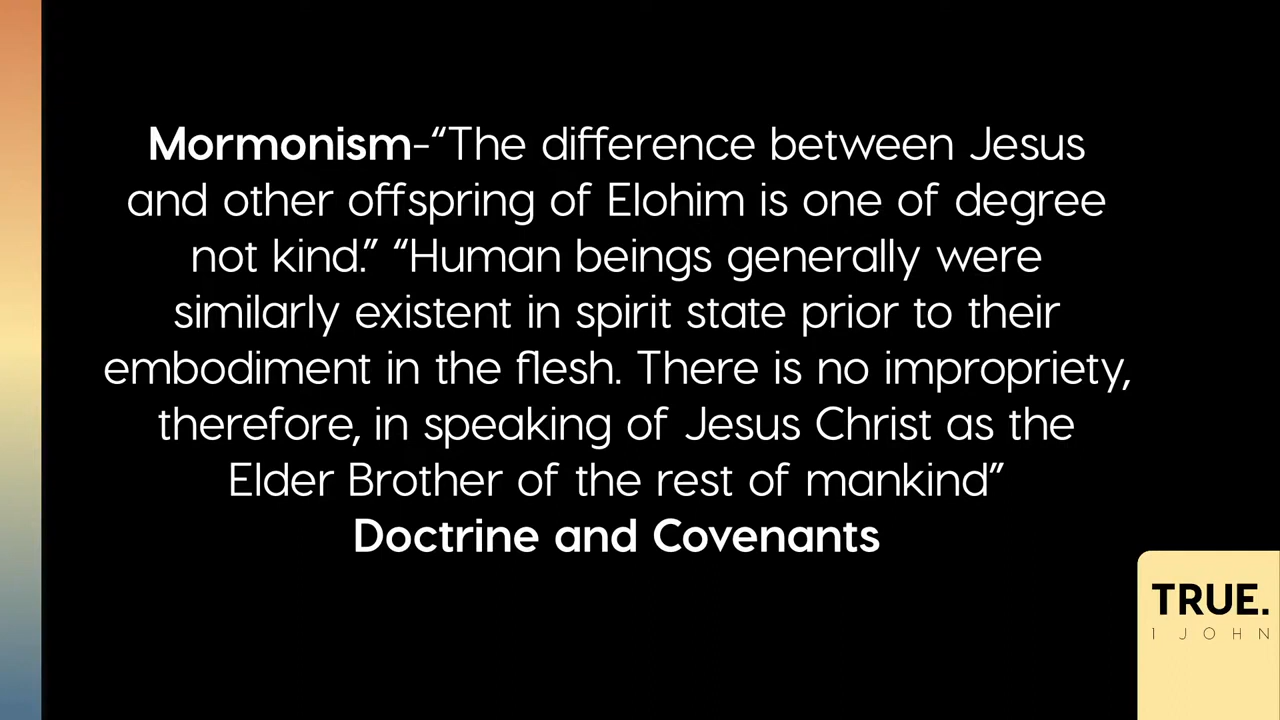 Mormonism-“The difference between Jesus
and other offspring of Elohim is one of degree
not kind.” “Human beings generally were
similarly existent in spirit state prior to their
embodiment in the flesh. There is no impropriety,
therefore, in speaking of Jesus Christ as the
Elder Brother of the rest of mankind”
Doctrine and Covenants
TRUE.
1 JOHN